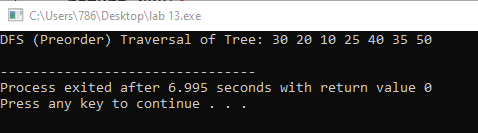 C:\Users\786\Desktop\lab 13.exe
DFS (Preorder) Traversal of Tree: 30 20 10 25 40 35 50
--------------------------------
Process exited after 6.995 seconds with return value 0
Press any key to continue . . .